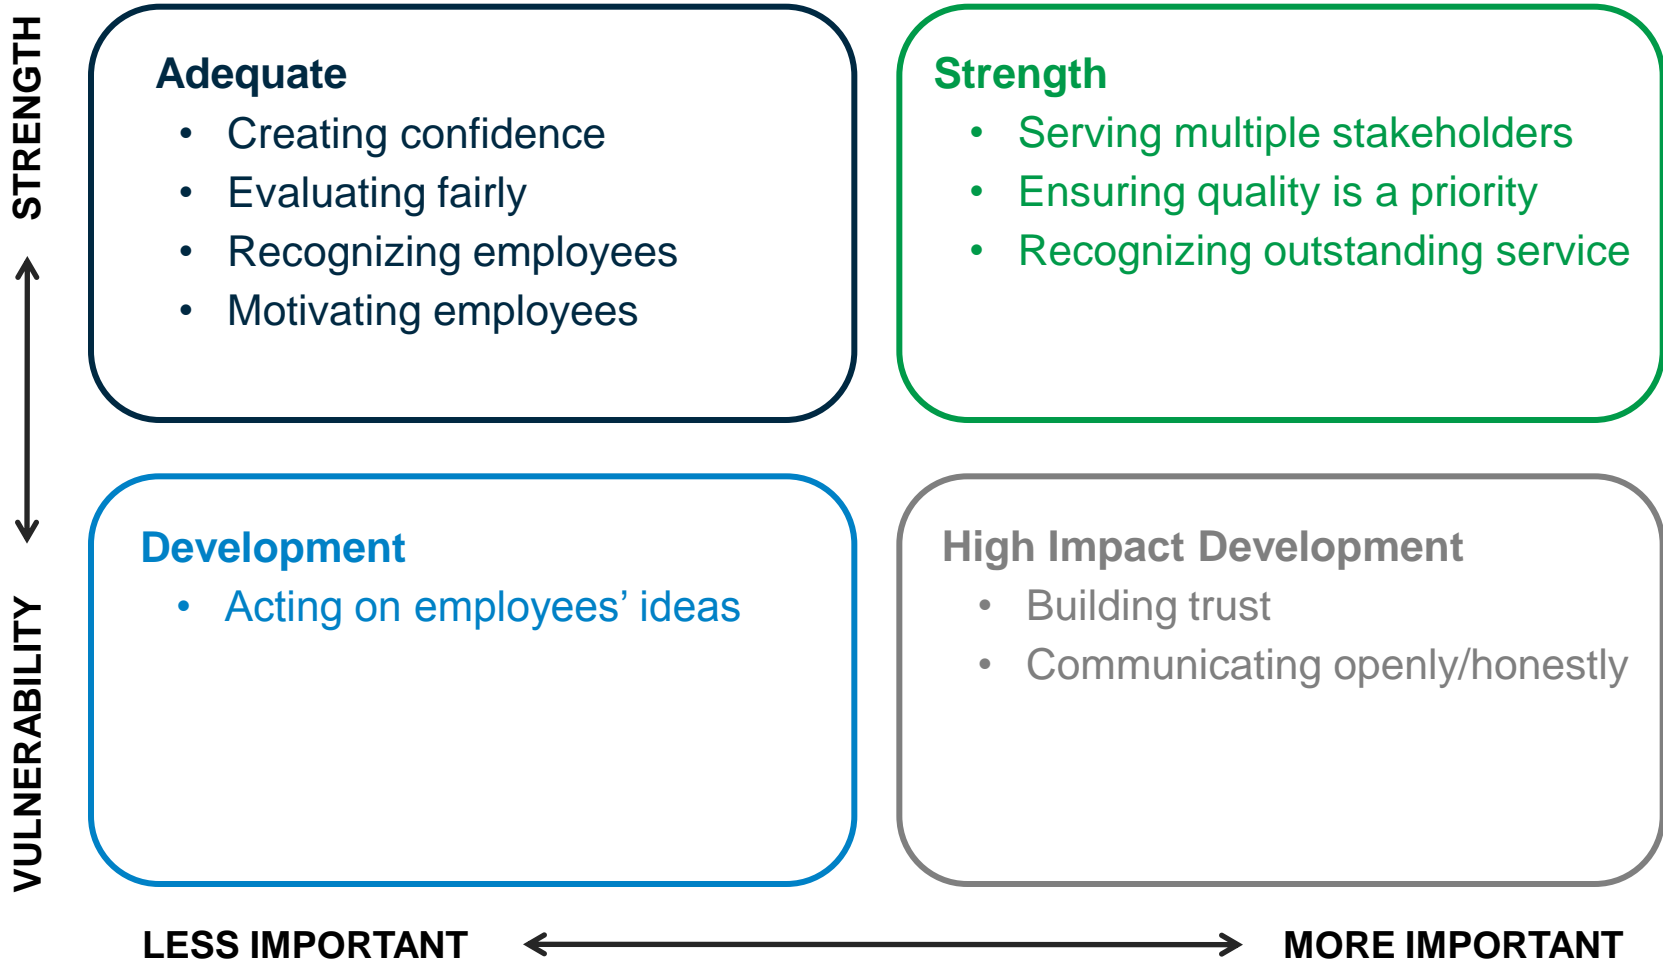 STRENGTH
Adequate
• Creating confidence
• Evaluating fairly
• Recognizing employees
• Motivating employees
Strength
• Serving multiple stakeholders
• Ensuring quality is a priority
• Recognizing outstanding service
VULNERABILITY
Development
• Acting on employees’ ideas
High Impact Development
• Building trust
• Communicating openly/honestly
LESS IMPORTANT
MORE IMPORTANT